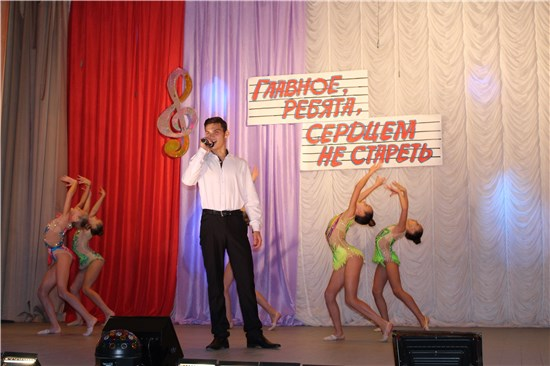 Главное,
ребята,
сердцем
не стареть